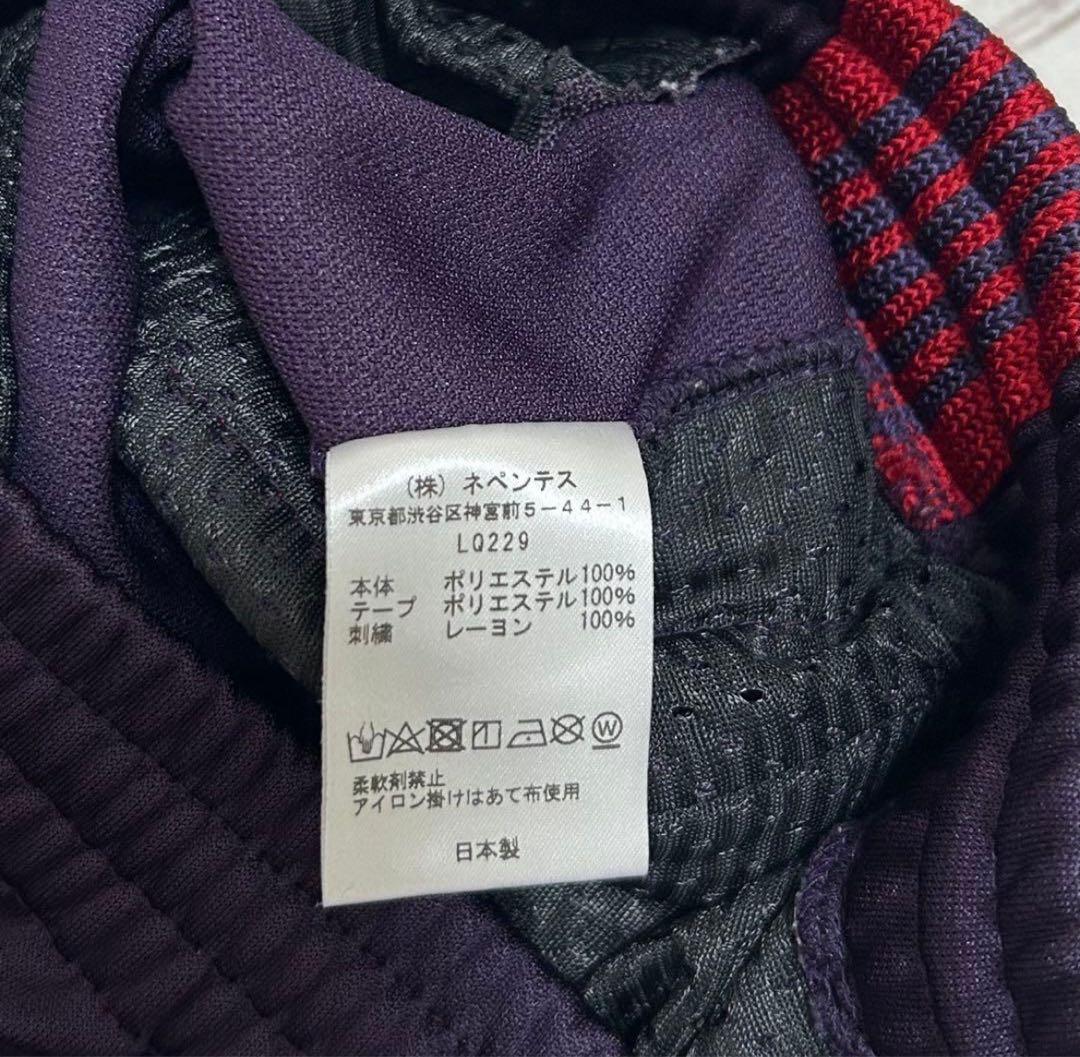 (株) ネペンテス
東京都渋谷区神宮前5-44-1
LQ229
本体 ポリエステル100%
テープ ポリエステル100%
刺繍 レーヨン 100%
W
柔軟剤禁止
アイロン掛けはあて布使用
日本製